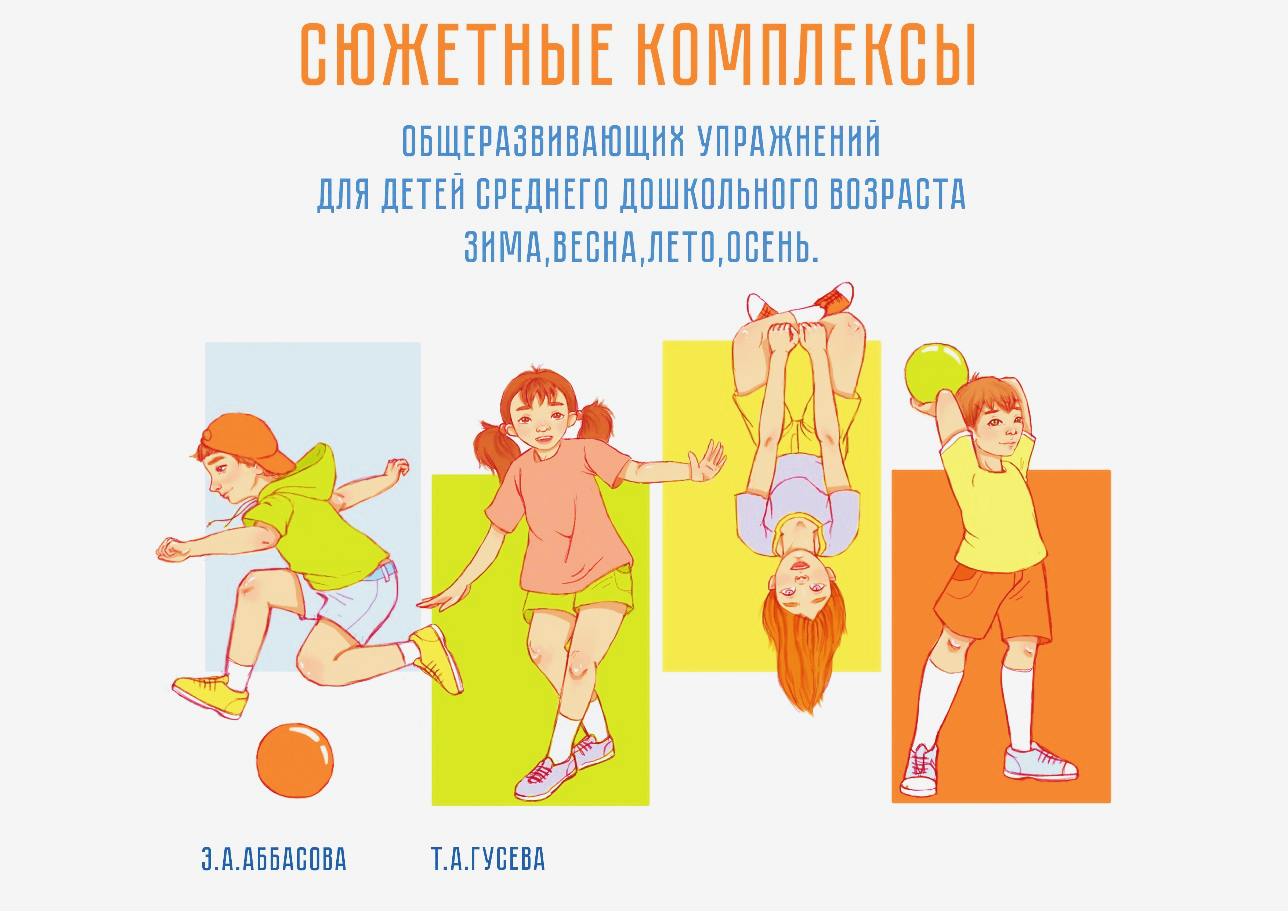 СЮЖЕТНЫЕ КОМПЛЕКСЫ
ОБЩЕРАЗВИВАЮЩИХ УПРАЖНЕНИЙ
ДЛЯ ДЕТЕЙ СРЕДНЕГО ДОШКОЛЬНОГО ВОЗРАСТА
ЗИМА,ВЕСНА,ЛЕТО,ОСЕНЬ.
Э.А.АББАСОВА Т.А.ГУСЕВА